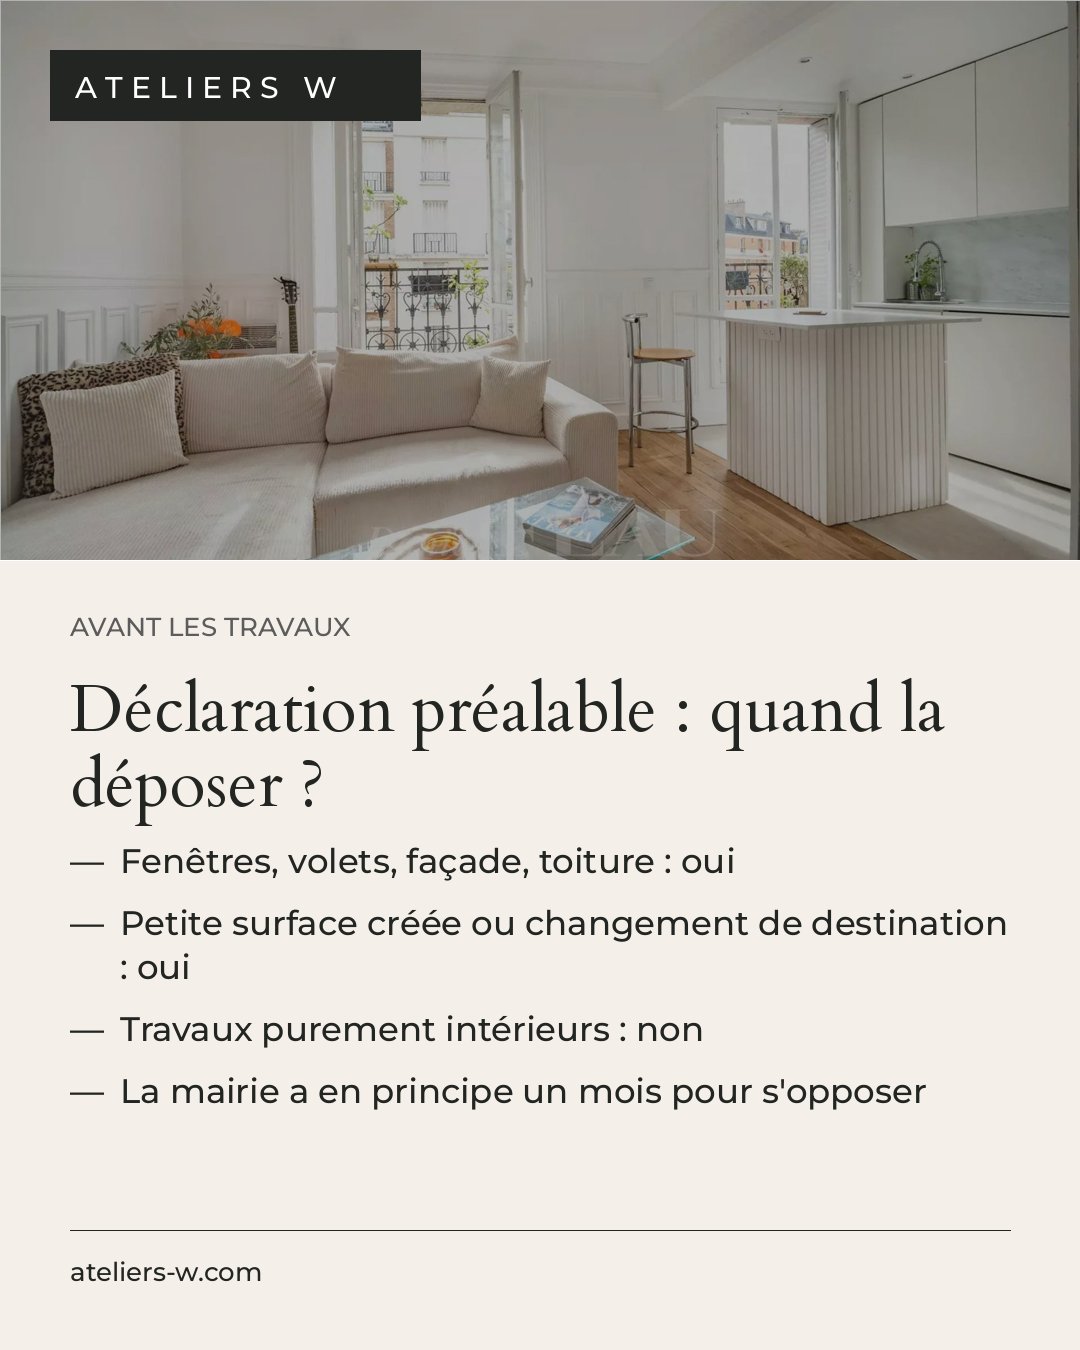 ATELIERS W
AVANT LES TRAVAUX
Déclaration préalable : quand la
déposer ?
— Fenêtres, volets, façade, toiture : oui
— Petite surface créée ou changement de destination
: oui
— Travaux purement intérieurs : non
— La mairie a en principe un mois pour s'opposer
ateliers-w.com